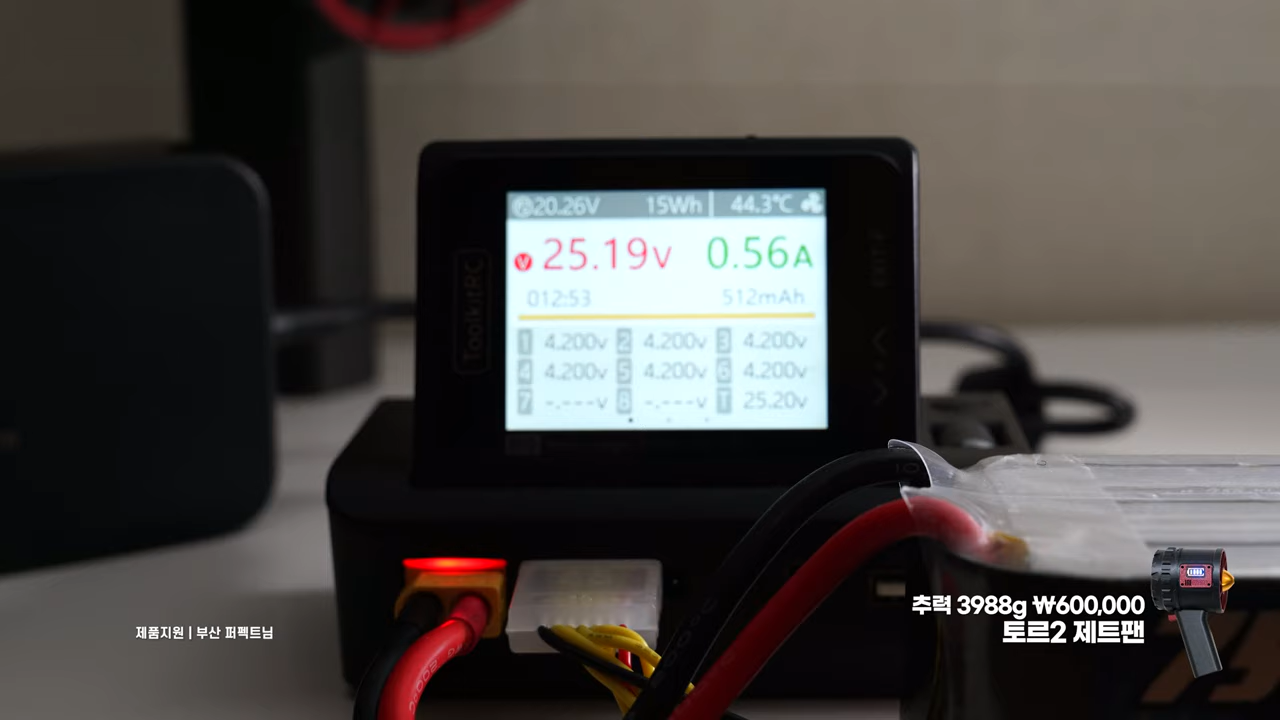 20.26V 15Wh 44.3°C
V 25.19V 0.56A
012:53 512mAh
1 4.200v 2 4.200v 3 4.200v
4 4.200v 5 4.200v 6 4.200v
7 -.---v 8 -.---v T 25.20v
ToolkitRC
추력 3988g ₩600,000
토르2 제트팬
제품지원 | 부산 퍼펙트님